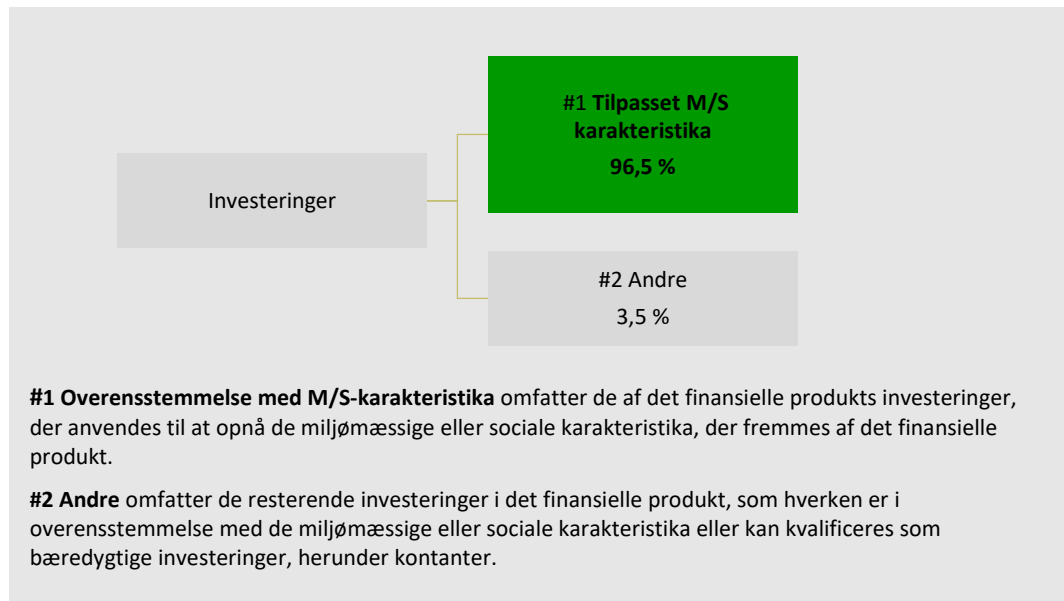 Investeringer
#1 Tilpasset M/S
karakteristika
96,5 %
#2 Andre
3,5 %
#1 Overensstemmelse med M/S-karakteristika omfatter de af det finansielle produkts investeringer,
der anvendes til at opnå de miljømæssige eller sociale karakteristika, der fremmes af det finansielle
produkt.
#2 Andre omfatter de resterende investeringer i det finansielle produkt, som hverken er i
overensstemmelse med de miljømæssige eller sociale karakteristika eller kan kvalificeres som
bæredygtige investeringer, herunder kontanter.